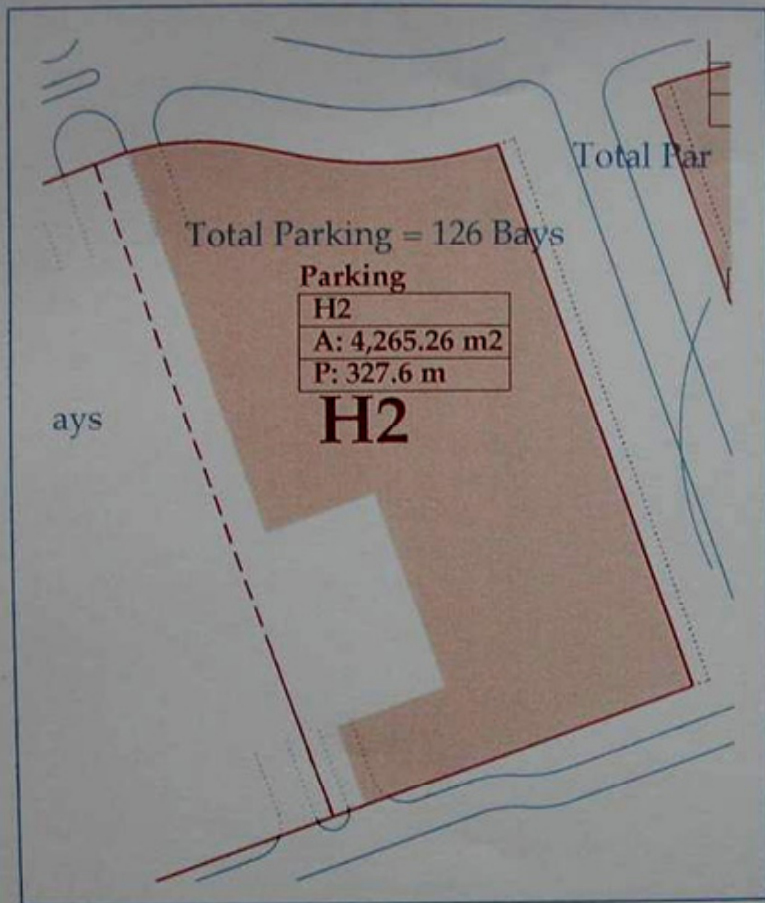 Total Par
Total Parking = 126 Bays
Parking
H2
A: 4,265.26 m2
P: 327.6 m
H2
ays